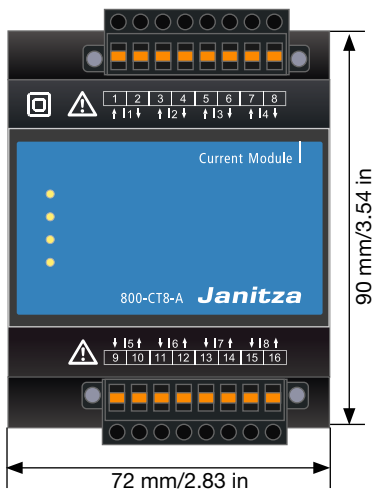 1 2 3 4 5 6 7 8
I1 I2 I3 I4
Current Module
90 mm/3.54 in
800-CT8-A Janitza
I5 I6 I7 I8
9 10 11 12 13 14 15 16
72 mm/2.83 in